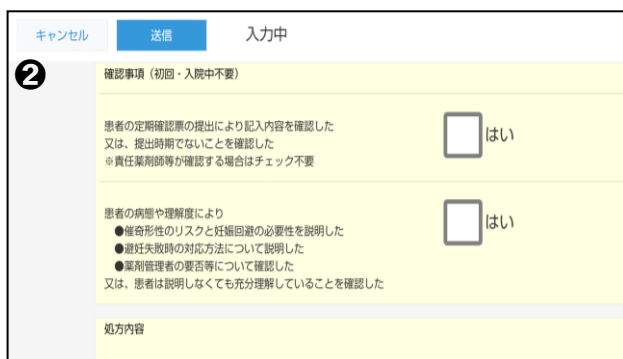 キャンセル 送信 入力中
❷
確認事項（初回・入院中不要）
患者の定期確認票の提出により記入内容を確認した
又は、提出時期でないことを確認した
※責任薬剤師等が確認する場合はチェック不要
はい
患者の病態や理解度により
●催奇形性のリスクと妊娠回避の必要性を説明した
●避妊失敗時の対応方法について説明した
●薬剤管理者の要否等について確認した
又は、患者は説明しなくても充分理解していることを確認した
はい
処方内容